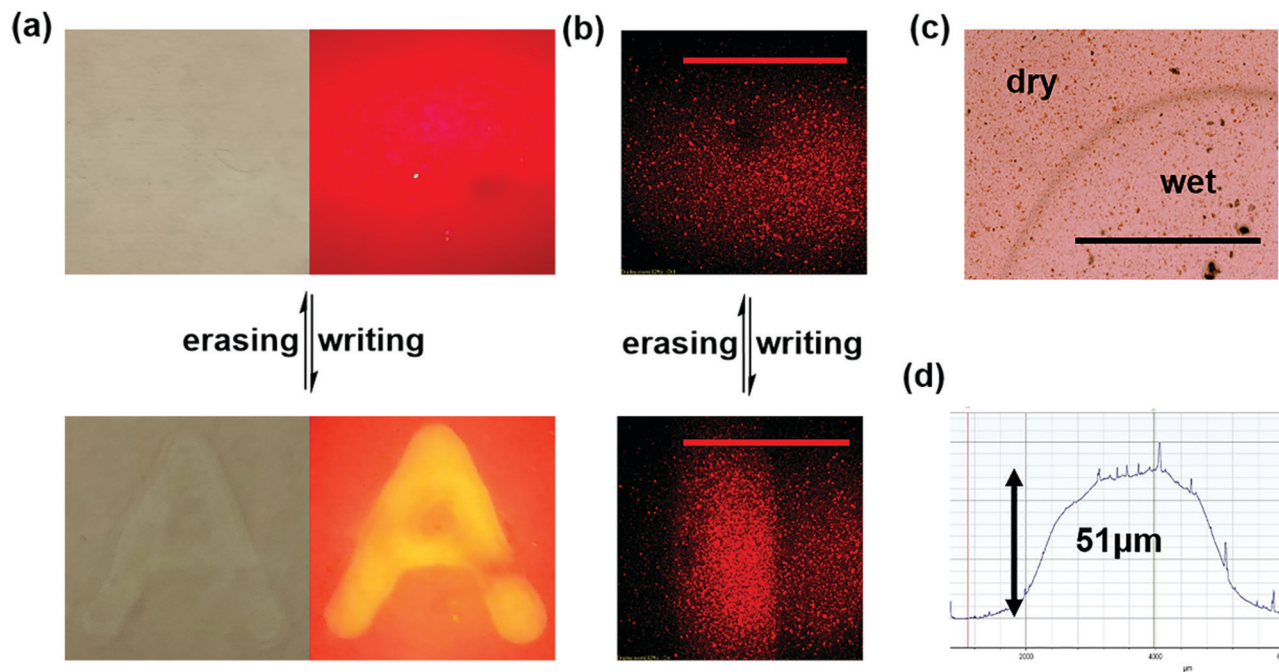 (a)
(b)
(c)
dry
wet
erasing writing
erasing writing
(d)
A
51µm
2000
4000
µm